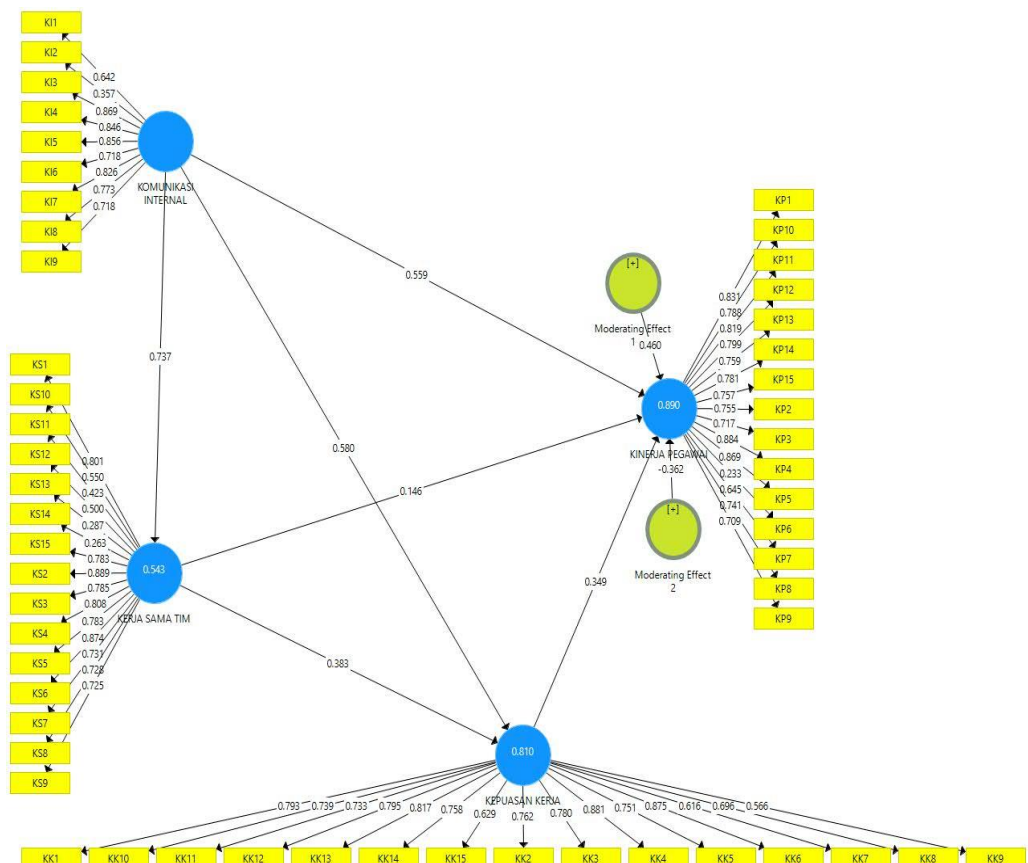 KI1
KI2
KI3
KI4
KI5
KI6
KI7
KI8
KI9
0.642
0.357
0.869
0.846
0.856
0.718
0.826
0.773
0.718
KOMUNIKASI
INTERNAL
0.559
0.737
0.580
[+]
Moderating Effect
1
0.460
KP1
KP10
KP11
KP12
KP13
KP14
KP15
KP2
KP3
KP4
KP5
KP6
KP7
KP8
KP9
0.831
0.788
0.819
0.799
0.759
0.781
0.757
0.755
0.717
0.884
0.869
0.233
0.645
0.741
0.709
0.890
KINERJA PEGAWAI
-0.362
[+]
Moderating Effect
2
KS1
KS10
KS11
KS12
KS13
KS14
KS15
KS2
KS3
KS4
KS5
KS6
KS7
KS8
KS9
0.801
0.550
0.423
0.500
0.287
0.263
0.783
0.889
0.785
0.808
0.783
0.874
0.731
0.728
0.725
0.543
KERJA SAMA TIM
0.146
0.383
0.349
0.810
KEPUASAN KERJA
0.793
0.739
0.733
0.795
0.817
0.758
0.629
0.762
0.780
0.881
0.751
0.875
0.616
0.696
0.566
KK1
KK10
KK11
KK12
KK13
KK14
KK15
KK2
KK3
KK4
KK5
KK6
KK7
KK8
KK9